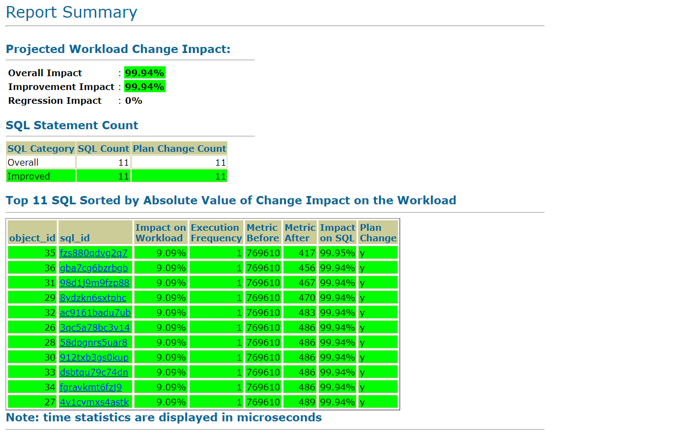 Report Summary
Projected Workload Change Impact:
Overall Impact : 99.94%
Improvement Impact : 99.94%
Regression Impact : 0%
SQL Statement Count
SQL Category SQL Count Plan Change Count
Overall 11 11
Improved 11 11
Top 11 SQL Sorted by Absolute Value of Change Impact on the Workload
object_id sql_id Impact on Workload Execution Frequency Metric Before Metric After Impact on SQL Plan Change
35 fzs880qdvg2q7 9.09% 1 769610 417 99.95% y
36 gba7cg6bzrbgb 9.09% 1 769610 456 99.94% y
31 98d1j9m9fzp88 9.09% 1 769610 467 99.94% y
29 8vdzkn6sxtphc 9.09% 1 769610 470 99.94% y
32 ac9161badu7ub 9.09% 1 769610 483 99.94% y
26 3qc5a78bc3v14 9.09% 1 769610 486 99.94% y
28 58dpgnrs5uar8 9.09% 1 769610 486 99.94% y
30 912txb3gs0kup 9.09% 1 769610 486 99.94% y
33 dsbtqu79c74dn 9.09% 1 769610 486 99.94% y
34 fqravkmt6fzj9 9.09% 1 769610 486 99.94% y
27 4v1cvmxs4astk 9.09% 1 769610 489 99.94% y
Note: time statistics are displayed in microseconds